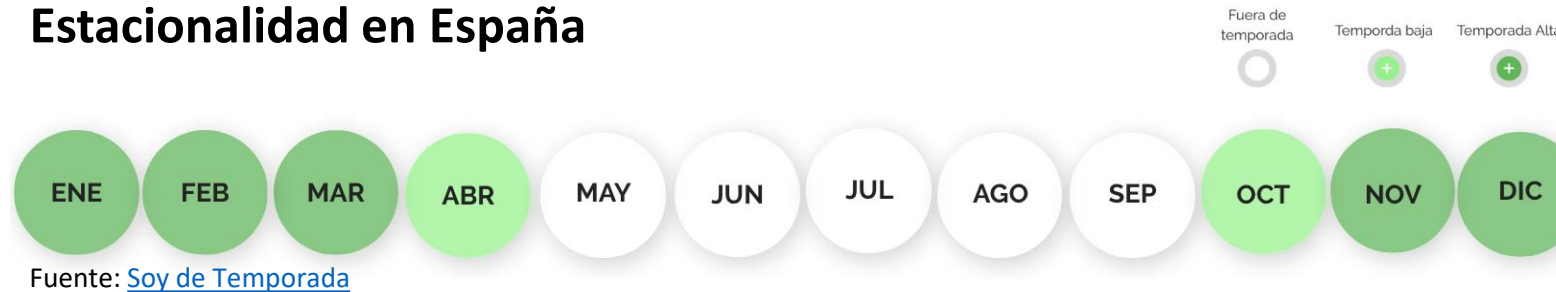 Estacionalidad en España
Fuera de
temporada
Temporda baja
Temporada Alta
ENE
FEB
MAR
ABR
MAY
JUN
JUL
AGO
SEP
OCT
NOV
DIC
Fuente: Soy de Temporada